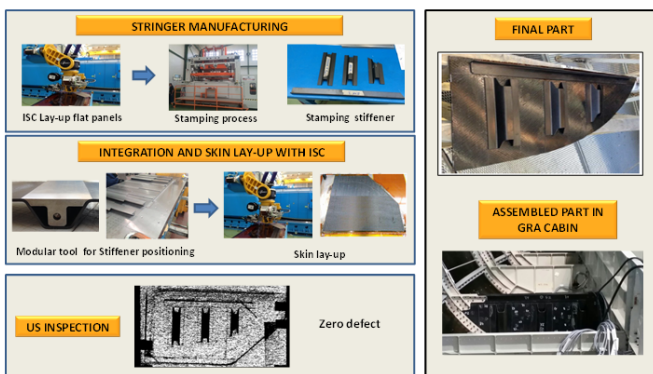 STRINGER MANUFACTURING
ISC Lay-up flat panels
Stamping process
Stamping stiffener
INTEGRATION AND SKIN LAY-UP WITH ISC
Modular tool for Stiffener positioning
Skin lay-up
US INSPECTION
Zero defect
FINAL PART
ASSEMBLED PART IN
GRA CABIN